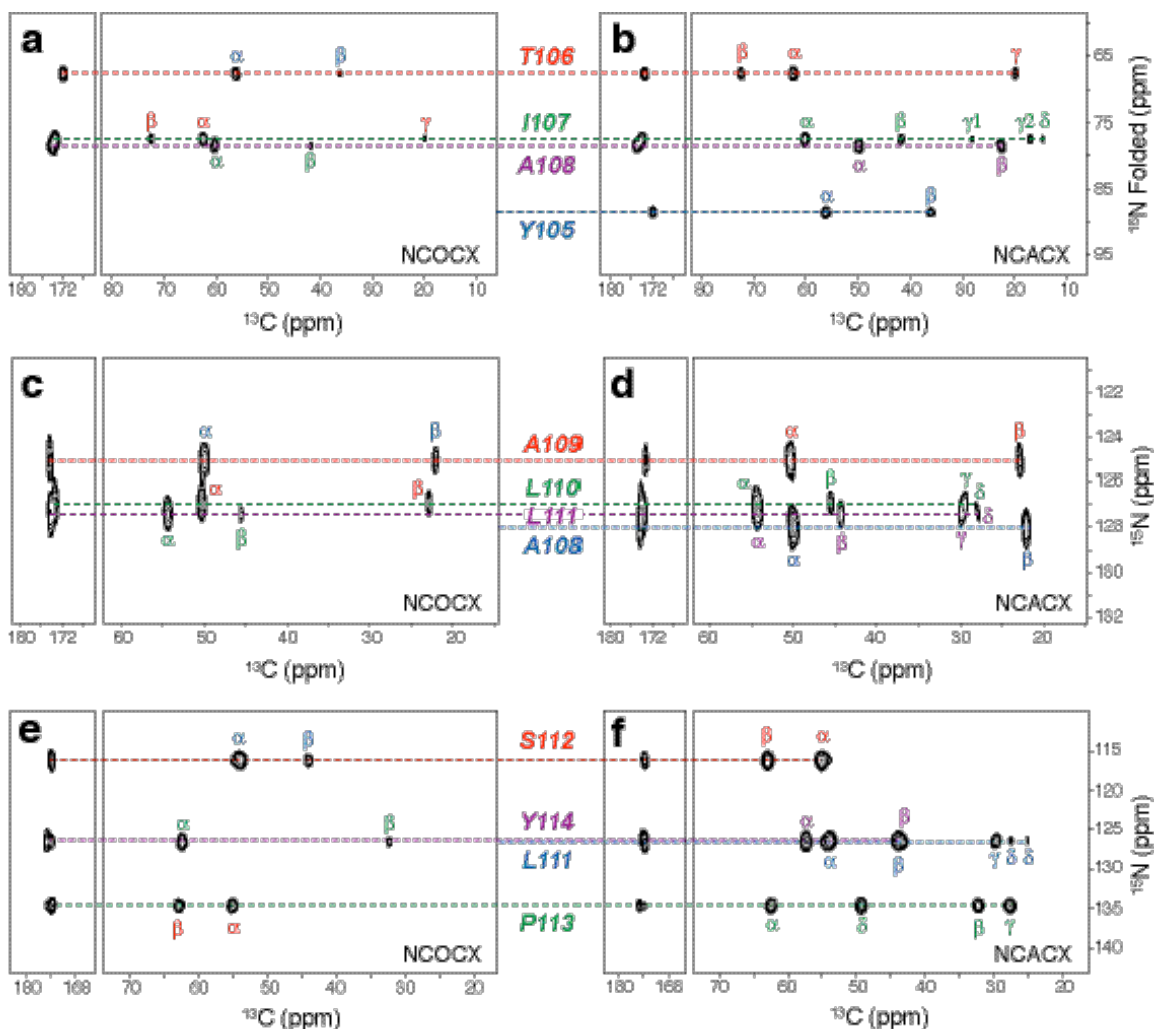 a
b
T106
α β
β α γ
65
I107
β α γ
α β γ1 γ2 δ
75
A108
α β
α β
α β
85
Y105
95
¹⁵N Folded (ppm)
NCOCX
NCACX
180 172 80 70 60 50 40 30 20 10
180 172 80 70 60 50 40 30 20 10
¹³C (ppm)
¹³C (ppm)
c
d
122
A109
α β
α β
124
L110
α β
α β γ δ
126
L111
α β
α β γ δ
128
A108
α β
180
182
¹⁵N (ppm)
NCOCX
NCACX
180 172 60 50 40 30 20
180 172 60 50 40 30 20
¹³C (ppm)
¹³C (ppm)
e
f
S112
α β
β α
115
120
Y114
α β
α β
125
L111
α β γ δ δ
130
P113
β α
α δ β γ
135
140
¹⁵N (ppm)
NCOCX
NCACX
180 168 70 60 50 40 30
180 168 70 60 50 40 30
¹³C (ppm)
¹³C (ppm)